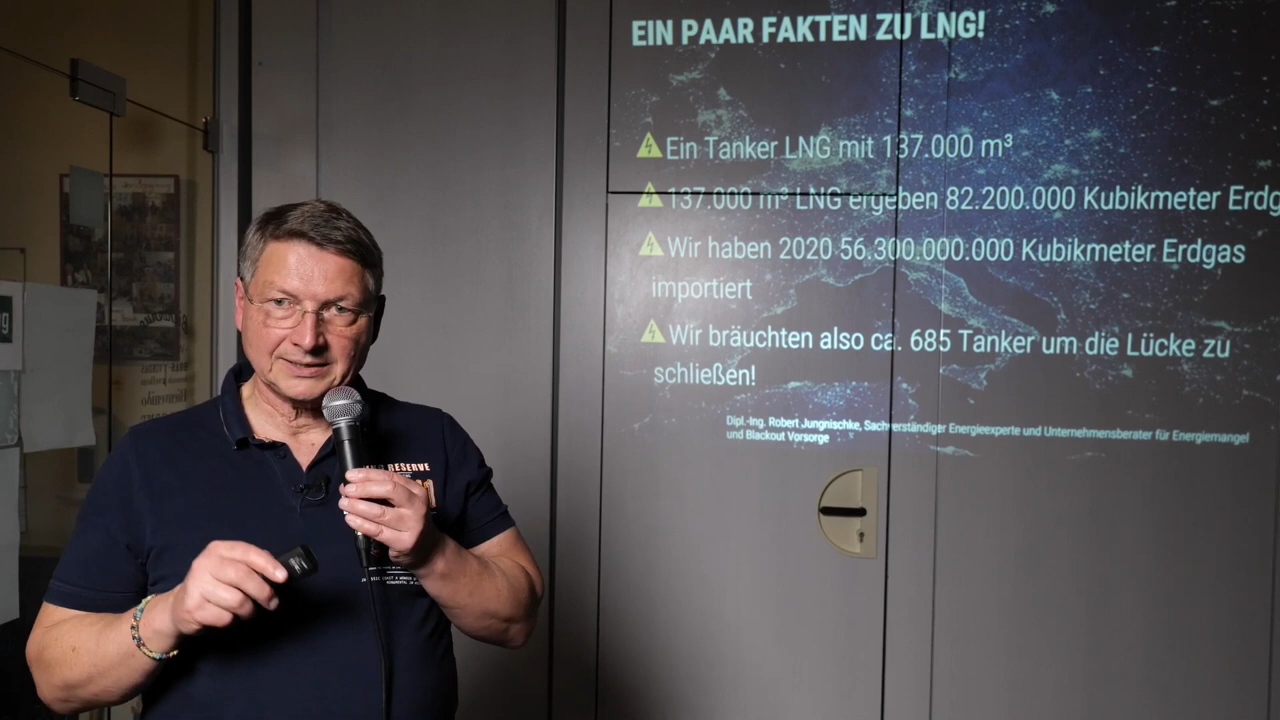 EIN PAAR FAKTEN ZU LNG!
Ein Tanker LNG mit 137.000 m³
137.000 m³ LNG ergeben 82.200.000 Kubikmeter Erdg
Wir haben 2020 56.300.000.000 Kubikmeter Erdgas
importiert
Wir bräuchten also ca. 685 Tanker um die Lücke zu
schließen!
Dipl.-Ing. Robert Jungnischke, Sachverständiger Energieexperte und Unternehmensberater für Energiemangel
und Blackout Vorsorge
RESERVE